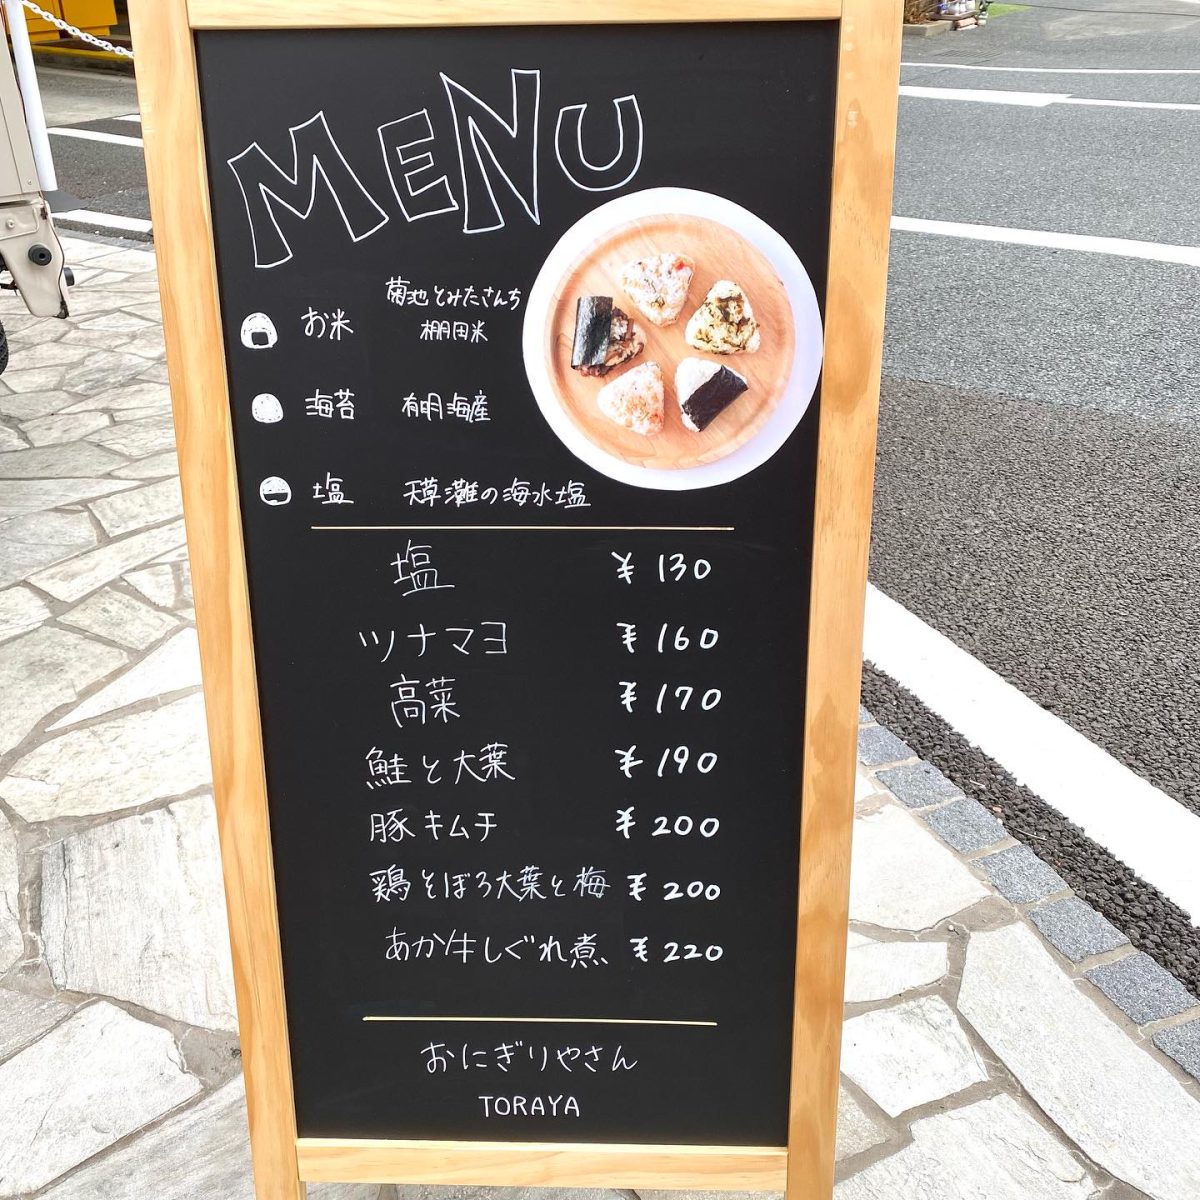 MENU
お米 菊池とみたさんち
棚田米
海苔 有明海産
塩 天草灘の海水塩
塩 ¥130
ツナマヨ ¥160
高菜 ¥170
鮭と大葉 ¥190
豚キムチ ¥200
鶏そぼろ大葉と梅 ¥200
あか牛しぐれ煮 ¥220
おにぎりやさん
TORAYA